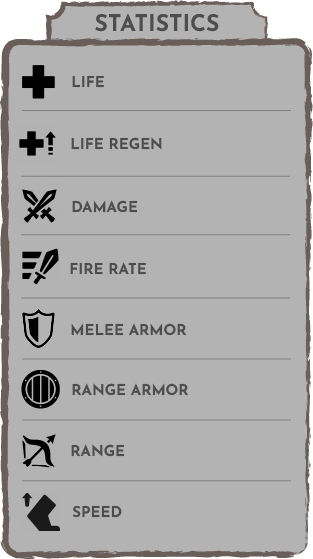 STATISTICS
LIFE
LIFE REGEN
DAMAGE
FIRE RATE
MELEE ARMOR
RANGE ARMOR
RANGE
SPEED